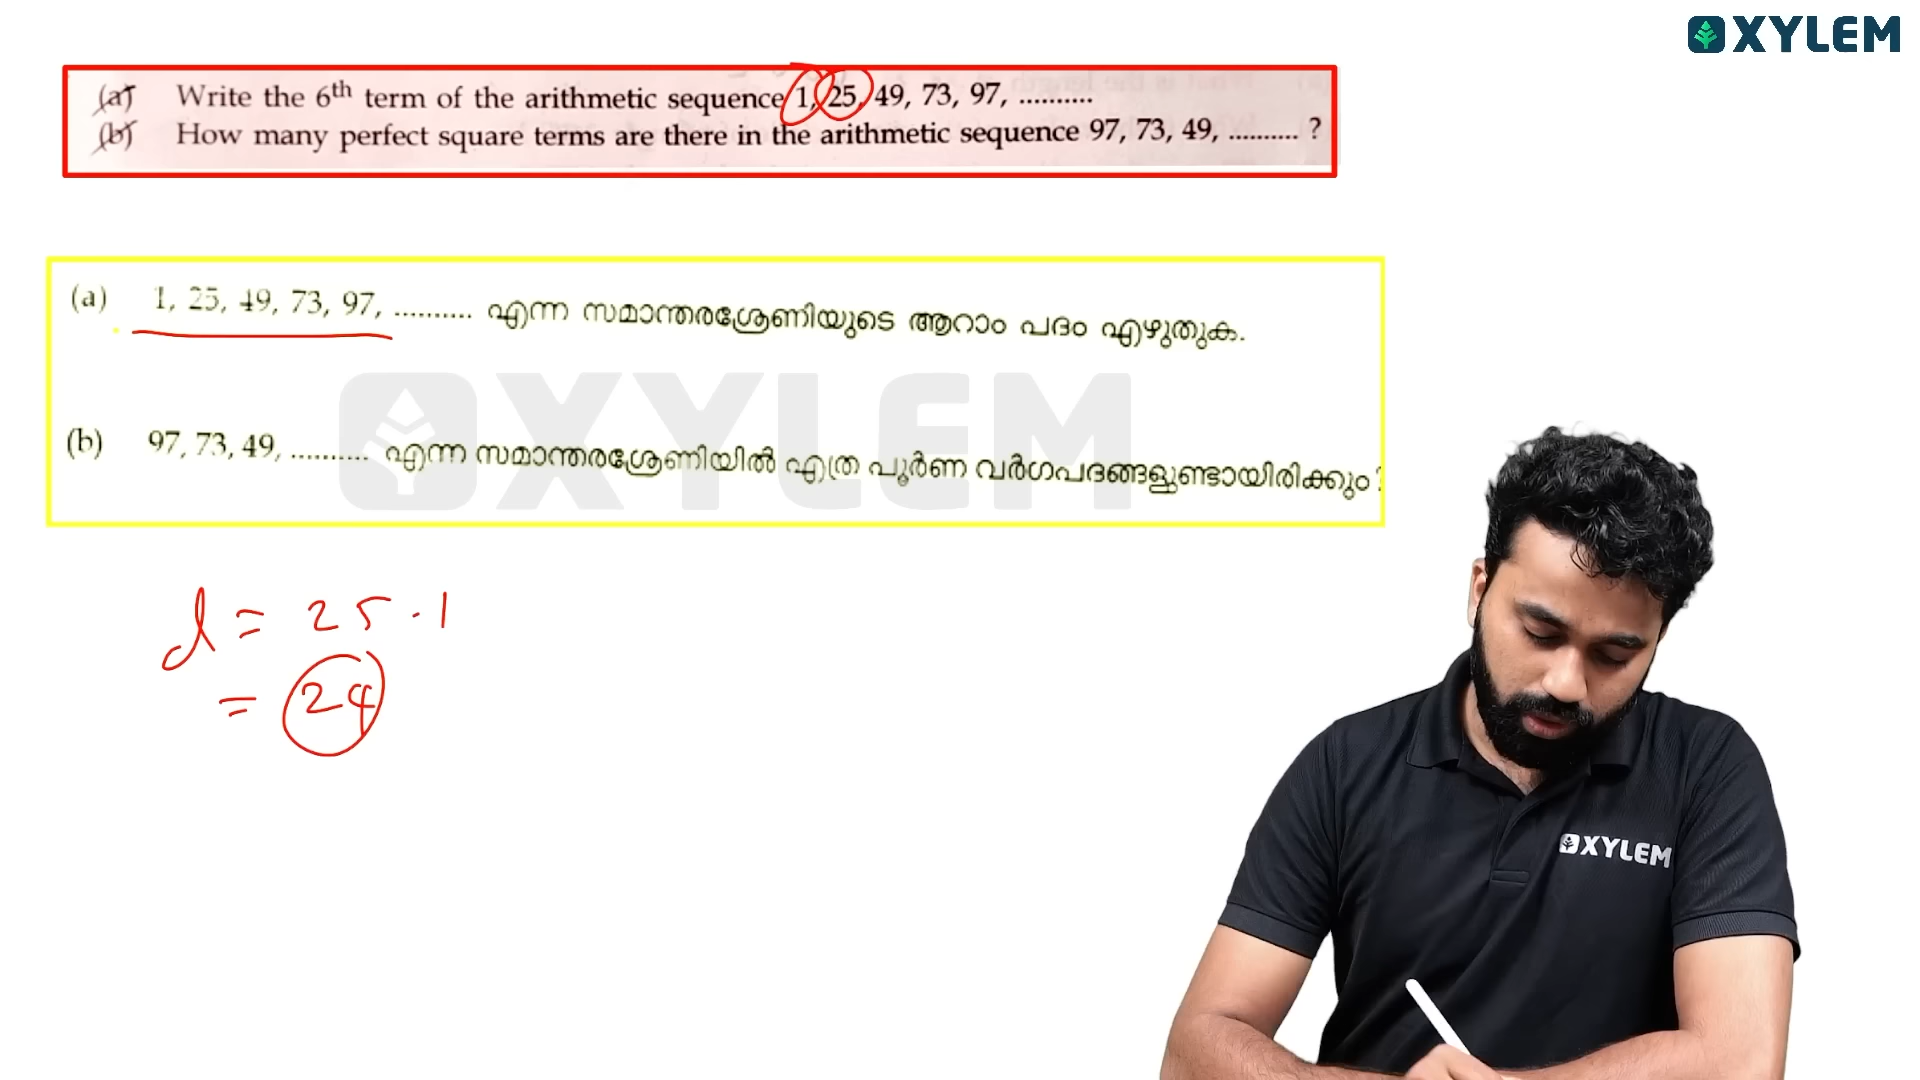 XYLEM
(a) Write the 6th term of the arithmetic sequence 1, 25, 49, 73, 97, ..........
(b) How many perfect square terms are there in the arithmetic sequence 97, 73, 49, .......... ?
(a) 1, 25, 49, 73, 97, .......... എന്ന സമാന്തരശ്രേണിയുടെ ആറാം പദം എഴുതുക.
XYLEM
(b) 97, 73, 49, .......... എന്ന സമാന്തരശ്രേണിയിൽ എത്ര പൂർണ വർഗപദങ്ങളുണ്ടായിരിക്കും ?
d = 25 - 1
= 24
XYLEM